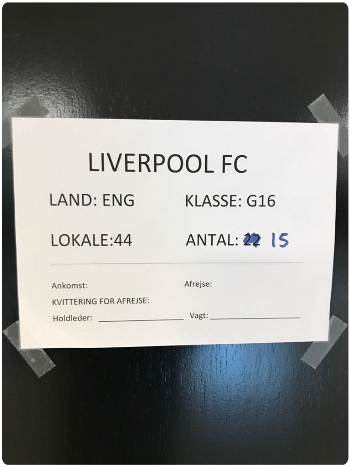 LIVERPOOL FC
LAND: ENG KLASSE: G16
LOKALE:44 ANTAL: 22 15
Ankomst: Afrejse:
KVITTERING FOR AFREJSE:
Holdleder: Vagt: